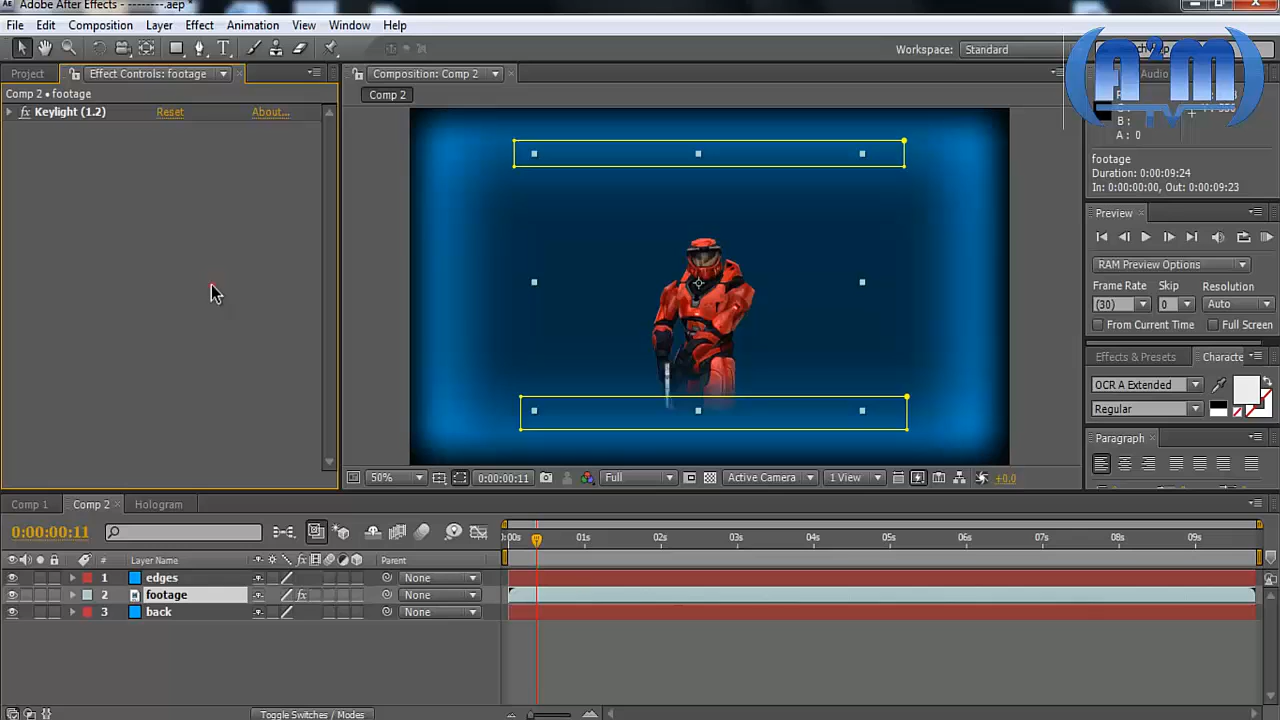 Adobe After Effects - --------.aep *
File Edit Composition Layer Effect Animation View Window Help
Workspace: Standard
n2m
TV
Project Effect Controls: footage
Composition: Comp 2
Audio
Comp 2 • footage
Comp 2
Keylight (1.2) Reset About...
B :
A : 0
footage
Duration: 0:00:09:24
In: 0:00:00:00, Out: 0:00:09:23
Preview
RAM Preview Options
Frame Rate Skip Resolution
(30) 0 Auto
From Current Time Full Screen
Effects & Presets Characte
OCR A Extended
Regular
Paragraph
50% 0:00:00:11 Full Active Camera 1 View +0.0
Comp 1 Comp 2 Hologram
0:00:00:11
:00s 01s 02s 03s 04s 05s 06s 07s 08s 09s
# Layer Name Parent
1 edges None
2 footage fx None
3 back None
Toggle Switches / Modes